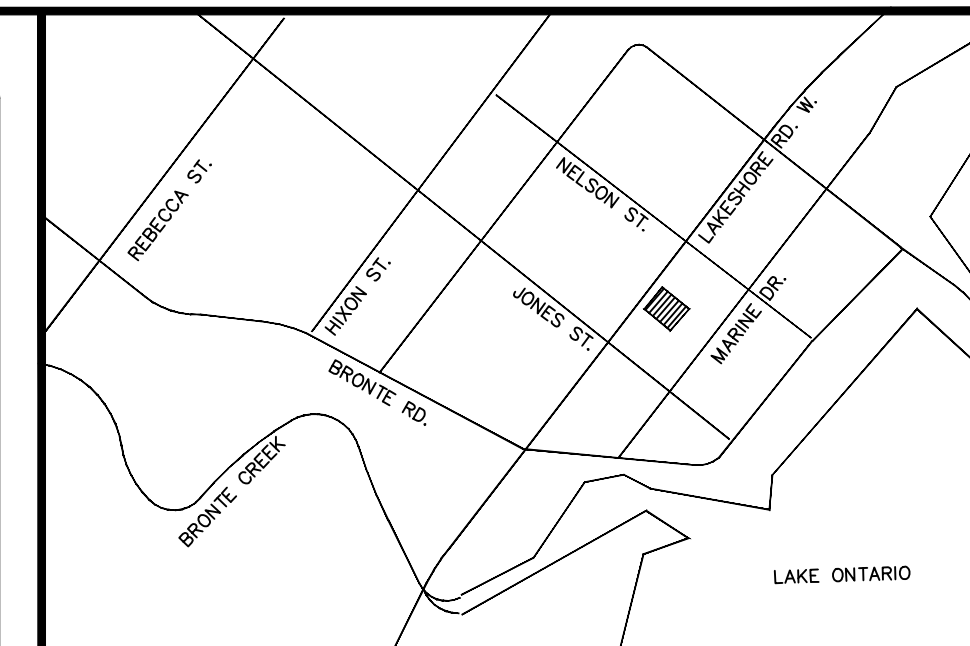 LAKESHORE RD. W.
REBECCA ST.
NELSON ST.
HIXON ST.
JONES ST.
MARINE DR.
BRONTE RD.
BRONTE CREEK
LAKE ONTARIO